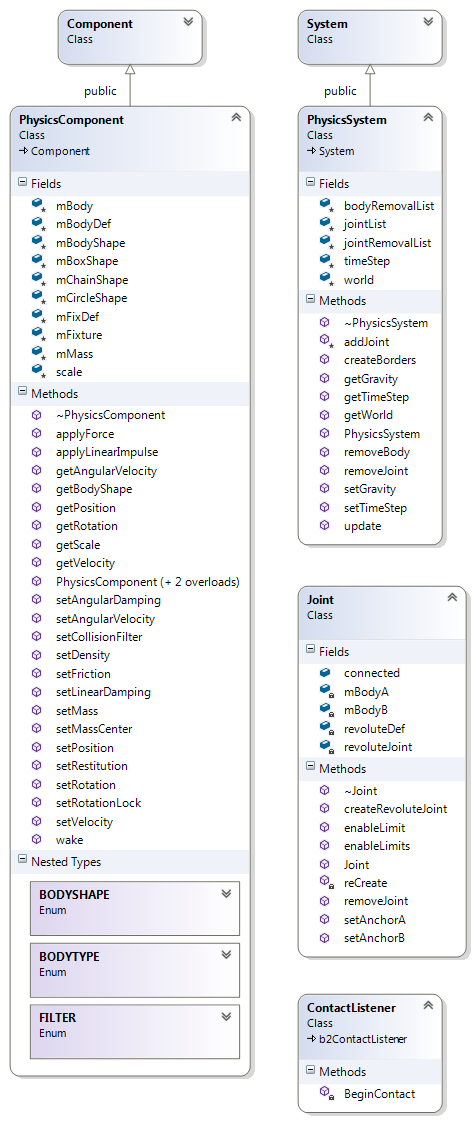 Component
Class
public
PhysicsComponent
Class
Component
Fields
mBody
mBodyDef
mBodyShape
mBoxShape
mChainShape
mCircleShape
mFixDef
mFixture
mMass
scale
Methods
~PhysicsComponent
applyForce
applyLinearImpulse
getAngularVelocity
getBodyShape
getPosition
getRotation
getScale
getVelocity
PhysicsComponent (+ 2 overloads)
setAngularDamping
setAngularVelocity
setCollisionFilter
setDensity
setFriction
setLinearDamping
setMass
setMassCenter
setPosition
setRestitution
setRotation
setRotationLock
setVelocity
wake
Nested Types
BODYSHAPE
Enum
BODYTYPE
Enum
FILTER
Enum
System
Class
public
PhysicsSystem
Class
System
Fields
bodyRemovalList
jointList
jointRemovalList
timeStep
world
Methods
~PhysicsSystem
addJoint
createBorders
getGravity
getTimeStep
getWorld
PhysicsSystem
removeBody
removeJoint
setGravity
setTimeStep
update
Joint
Class
Fields
connected
mBodyA
mBodyB
revoluteDef
revoluteJoint
Methods
~Joint
createRevoluteJoint
enableLimit
enableLimits
Joint
reCreate
removeJoint
setAnchorA
setAnchorB
ContactListener
Class
b2ContactListener
Methods
BeginContact